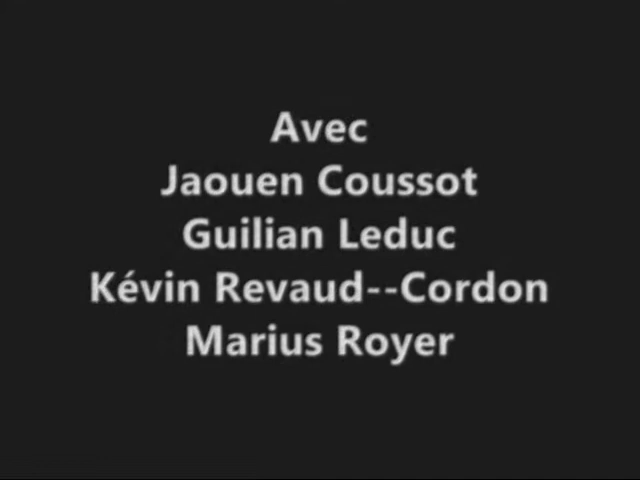 Avec
Jaouen Coussot
Guilian Leduc
Kévin Revaud--Cordon
Marius Royer